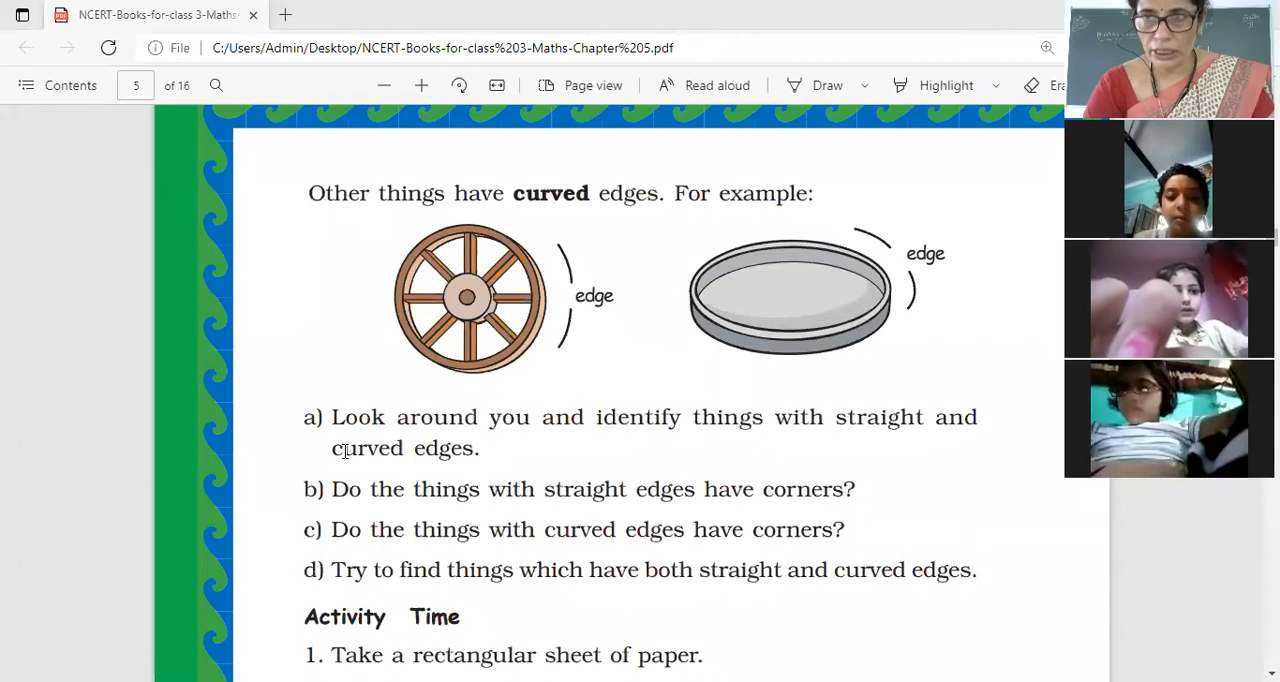 NCERT-Books-for-class 3-Maths-
File C:/Users/Admin/Desktop/NCERT-Books-for-class%203-Maths-Chapter%205.pdf
Contents 5 of 16 Page view Read aloud Draw Highlight Era
Other things have curved edges. For example:
edge
edge
a) Look around you and identify things with straight and
curved edges.
b) Do the things with straight edges have corners?
c) Do the things with curved edges have corners?
d) Try to find things which have both straight and curved edges.
Activity Time
1. Take a rectangular sheet of paper.